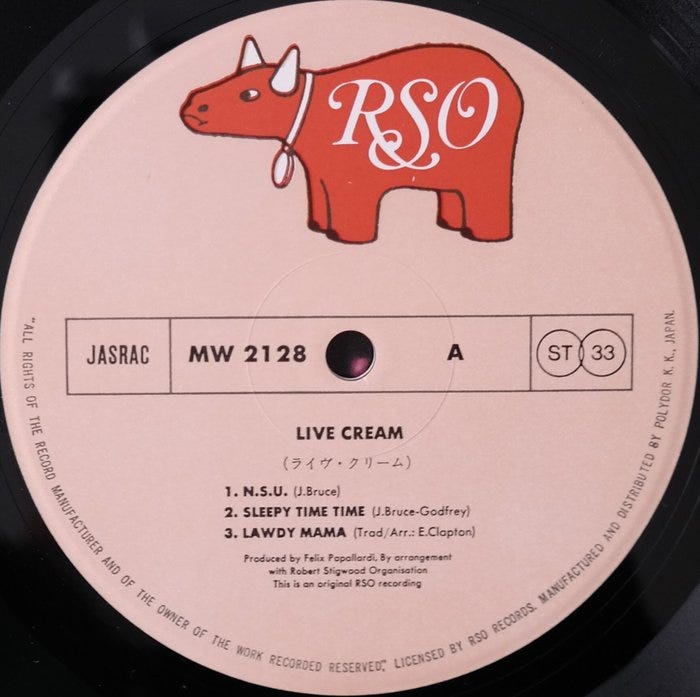 RSO
JASRAC MW 2128 A ST 33
LIVE CREAM
(ライヴ・クリーム)
1. N.S.U. (J.Bruce)
2. SLEEPY TIME TIME (J.Bruce-Godfrey)
3. LAWDY MAMA (Trad/Arr.: E.Clapton)
Produced by Felix Papallardi, By arrangement
with Robert Stigwood Organisation
This is an original RSO recording
"ALL RIGHTS OF THE RECORD MANUFACTURER AND OF THE OWNER OF THE WORK RECORDED RESERVED." LICENSED BY RSO RECORDS. MANUFACTURED AND DISTRIBUTED BY POLYDOR K. K., JAPAN.